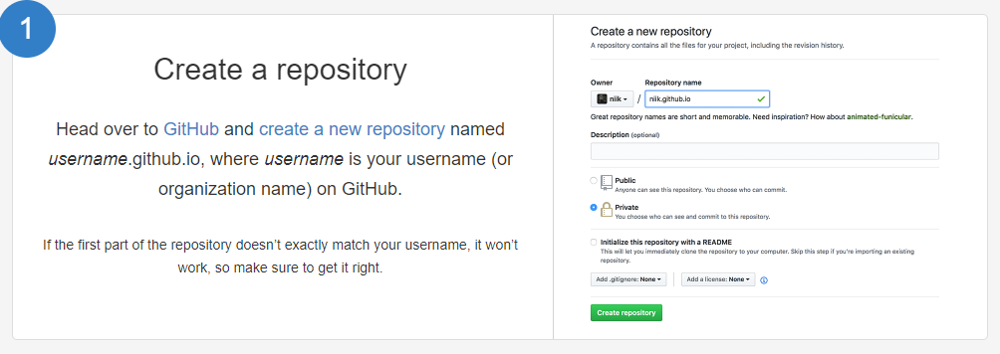 1
Create a repository
Head over to GitHub and create a new repository named
username.github.io, where username is your username (or
organization name) on GitHub.
If the first part of the repository doesn’t exactly match your username, it won’t
work, so make sure to get it right.
Create a new repository
A repository contains all the files for your project, including the revision history.
Owner Repository name
niik / niik.github.io
Great repository names are short and memorable. Need inspiration? How about animated-funicular.
Description (optional)
Public
Anyone can see this repository. You choose who can commit.
Private
You choose who can see and commit to this repository.
Initialize this repository with a README
This will let you immediately clone the repository to your computer. Skip this step if you're importing an existing
repository.
Add .gitignore: None Add a license: None
Create repository